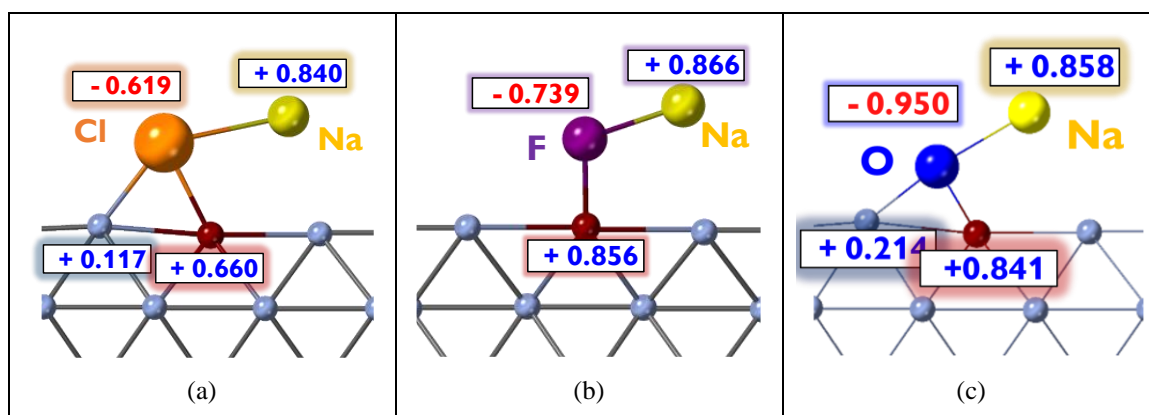 - 0.619
+ 0.840
Cl
Na
+ 0.117
+ 0.660
(a)
- 0.739
+ 0.866
F
Na
+ 0.856
(b)
- 0.950
+ 0.858
O
Na
+ 0.214
+0.841
(c)